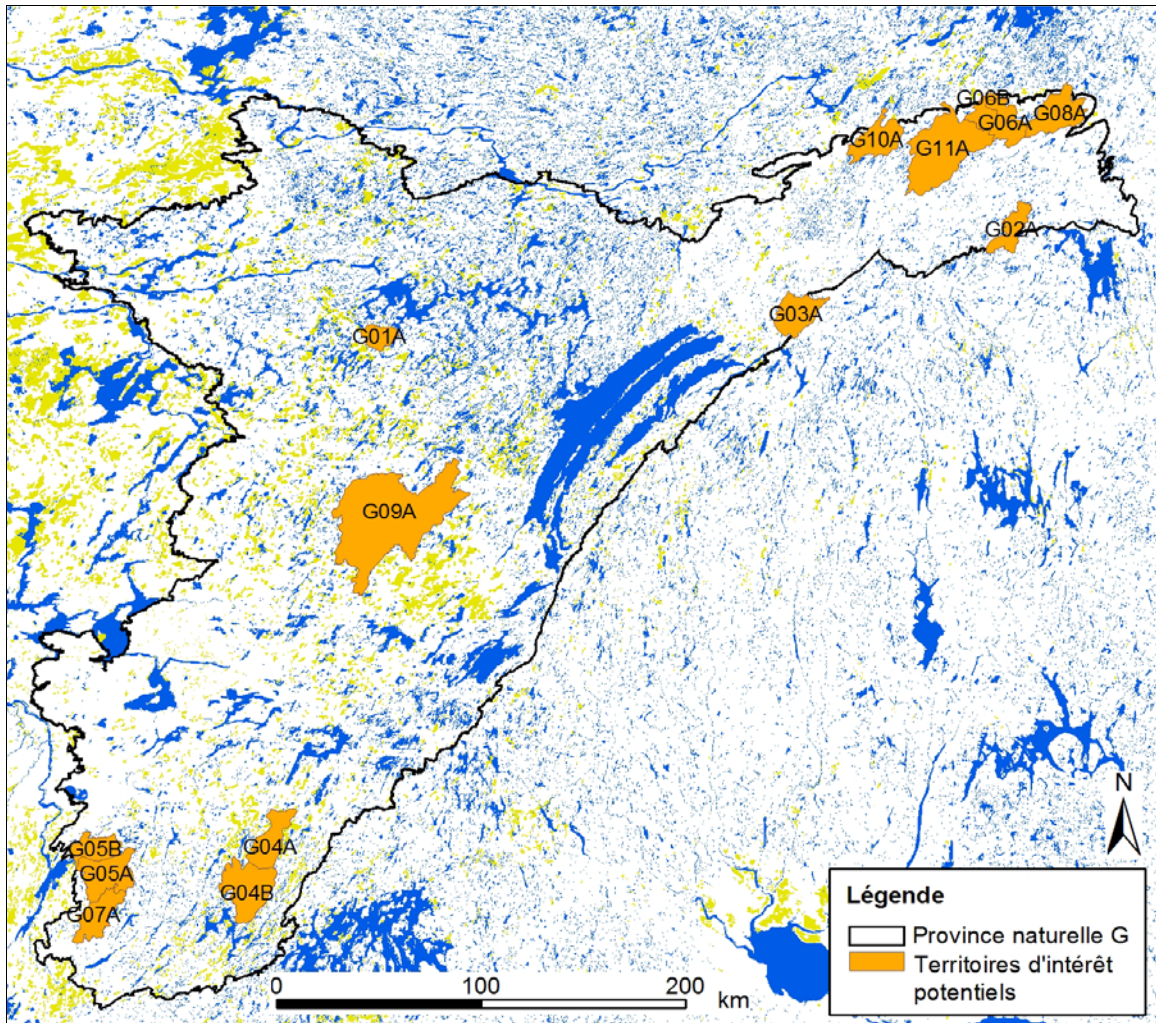 G06B
G08A
G06A
G10A
G11A
G02A
G03A
G01A
G09A
G05B
G04A
G05A
G04B
G07A
N
Légende
Province naturelle G
Territoires d'intérêt
potentiels
0 100 200
km